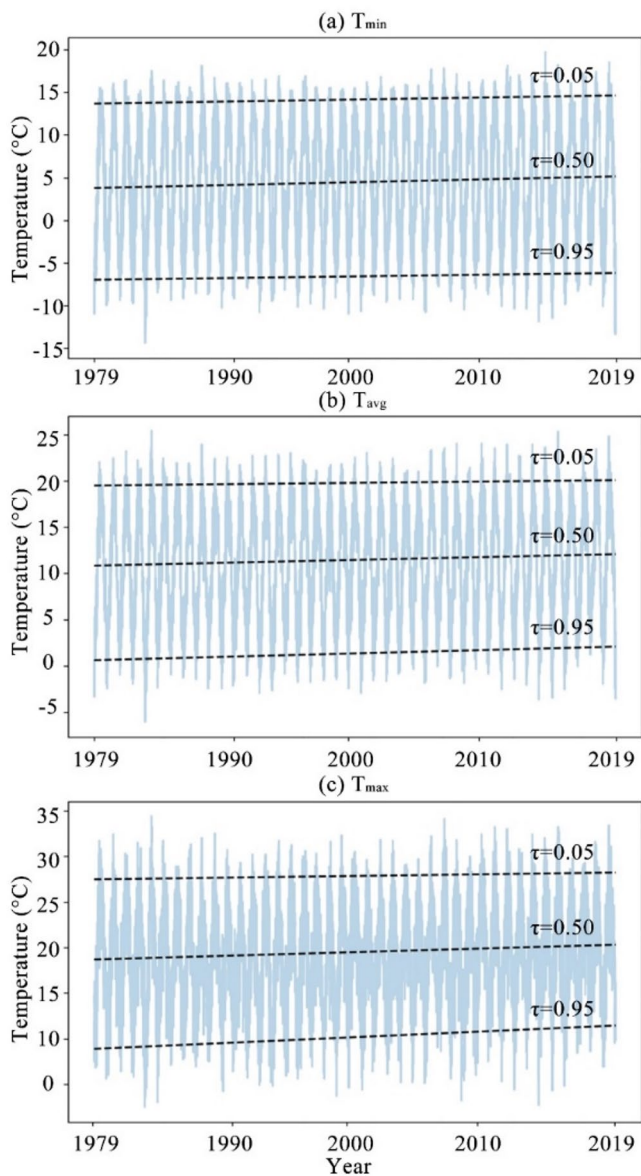 (a) Tmin
20
15
10
5
0
-5
-10
-15
Temperature (°C)
τ=0.05
τ=0.50
τ=0.95
1979 1990 2000 2010 2019
(b) Tavg
25
20
15
10
5
0
-5
Temperature (°C)
τ=0.05
τ=0.50
τ=0.95
1979 1990 2000 2010 2019
(c) Tmax
35
30
25
20
15
10
0
Temperature (°C)
τ=0.05
τ=0.50
τ=0.95
1979 1990 2000 2010 2019
Year